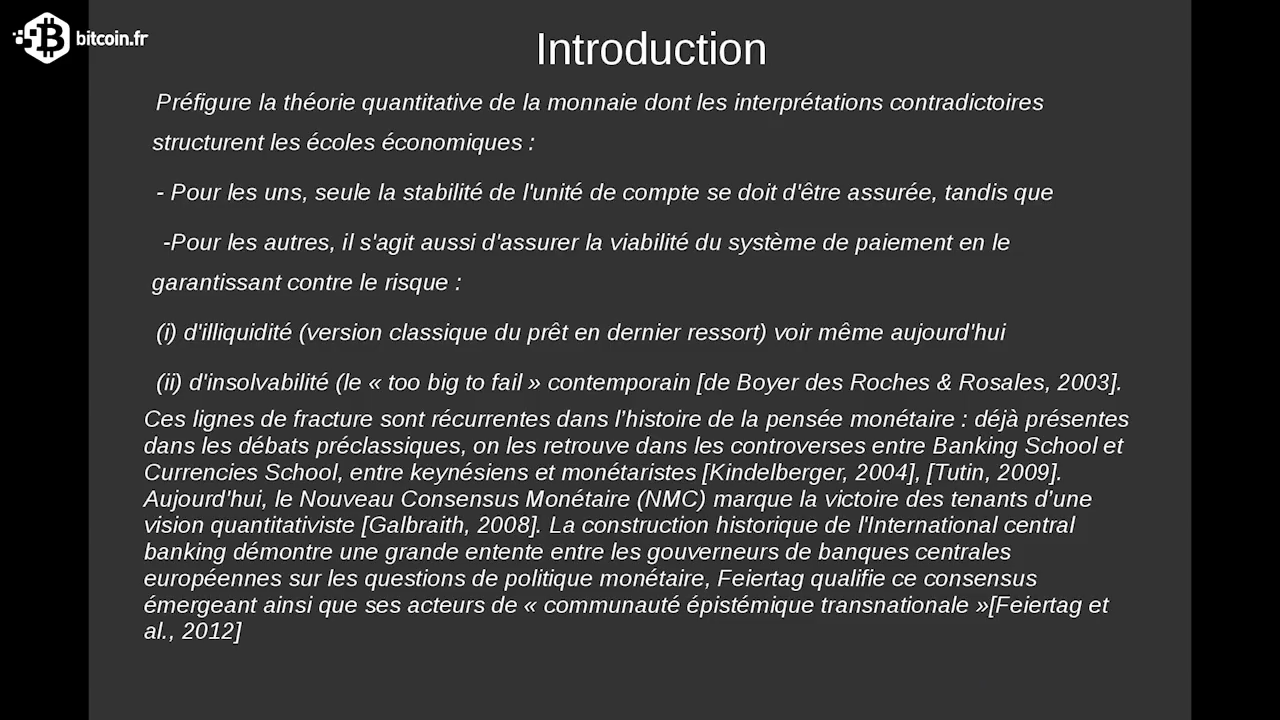 bitcoin.fr
Introduction
Préfigure la théorie quantitative de la monnaie dont les interprétations contradictoires
structurent les écoles économiques :
- Pour les uns, seule la stabilité de l'unité de compte se doit d'être assurée, tandis que
-Pour les autres, il s'agit aussi d'assurer la viabilité du système de paiement en le
garantissant contre le risque :
(i) d'illiquidité (version classique du prêt en dernier ressort) voir même aujourd'hui
(ii) d'insolvabilité (le « too big to fail » contemporain [de Boyer des Roches & Rosales, 2003].
Ces lignes de fracture sont récurrentes dans l’histoire de la pensée monétaire : déjà présentes
dans les débats préclassiques, on les retrouve dans les controverses entre Banking School et
Currencies School, entre keynésiens et monétaristes [Kindelberger, 2004], [Tutin, 2009].
Aujourd'hui, le Nouveau Consensus Monétaire (NMC) marque la victoire des tenants d’une
vision quantitativiste [Galbraith, 2008]. La construction historique de l'International central
banking démontre une grande entente entre les gouverneurs de banques centrales
européennes sur les questions de politique monétaire, Feiertag qualifie ce consensus
émergeant ainsi que ses acteurs de « communauté épistémique transnationale »[Feiertag et
al., 2012]